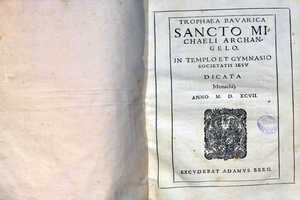 TROPHAEA BAVARICA
SANCTO MI-
CHAELI ARCHAN-
GELO.
IN TEMPLO ET GYMNASIO
SOCIETATIS IESV
DICATA
Monachij
ANNO M. D. XCVII.
EXCVDEBAT ADAMVS BERG.